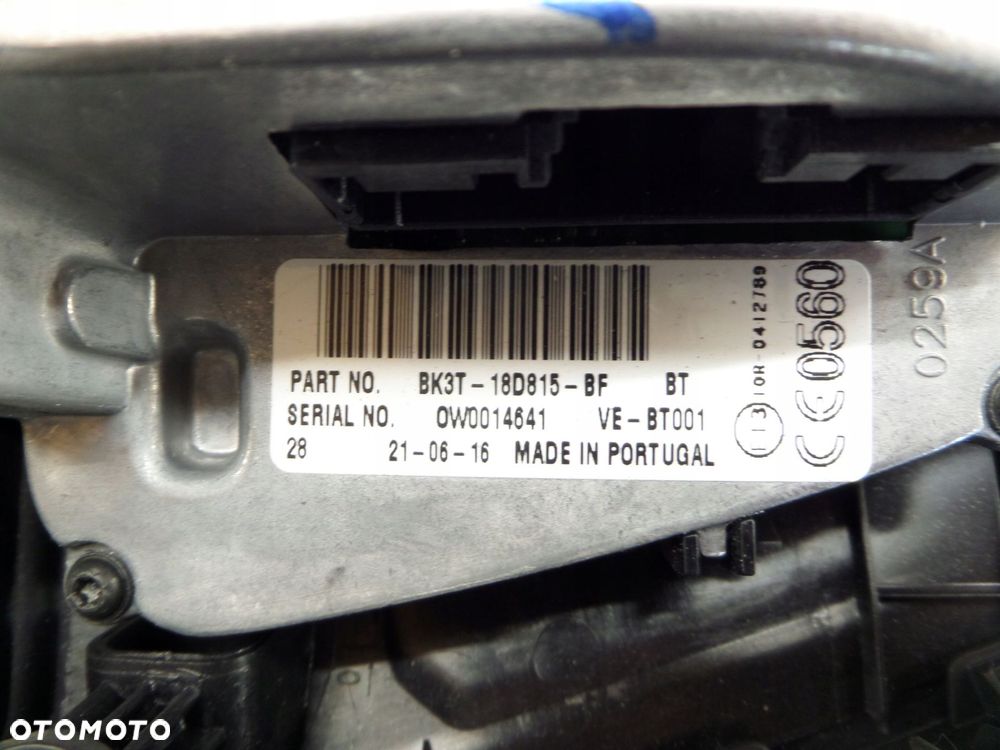 PART NO. BK3T-18D815-BF BT
SERIAL NO. 0W0014641 VE-BT001
28 21-06-16 MADE IN PORTUGAL
E13 10R-0412789
CE0560
0259A
OTOMOTO